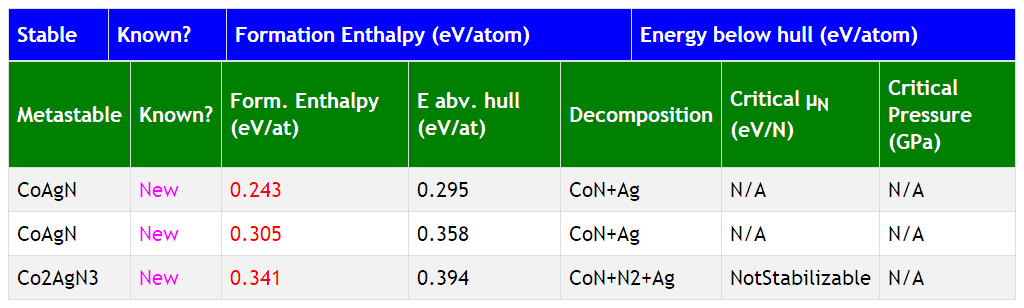 Stable Known? Formation Enthalpy (eV/atom) Energy below hull (eV/atom)
Metastable Known? Form. Enthalpy (eV/at) E abv. hull (eV/at) Decomposition Critical μN (eV/N) Critical Pressure (GPa)
CoAgN New 0.243 0.295 CoN+Ag N/A N/A
CoAgN New 0.305 0.358 CoN+Ag N/A N/A
Co2AgN3 New 0.341 0.394 CoN+N2+Ag NotStabilizable N/A